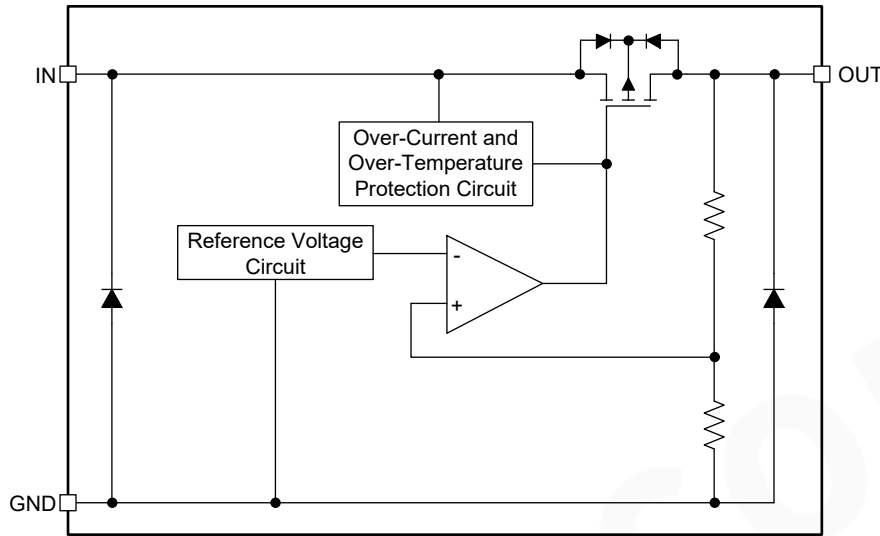 IN
OUT
Over-Current and
Over-Temperature
Protection Circuit
Reference Voltage
Circuit
-
+
GND